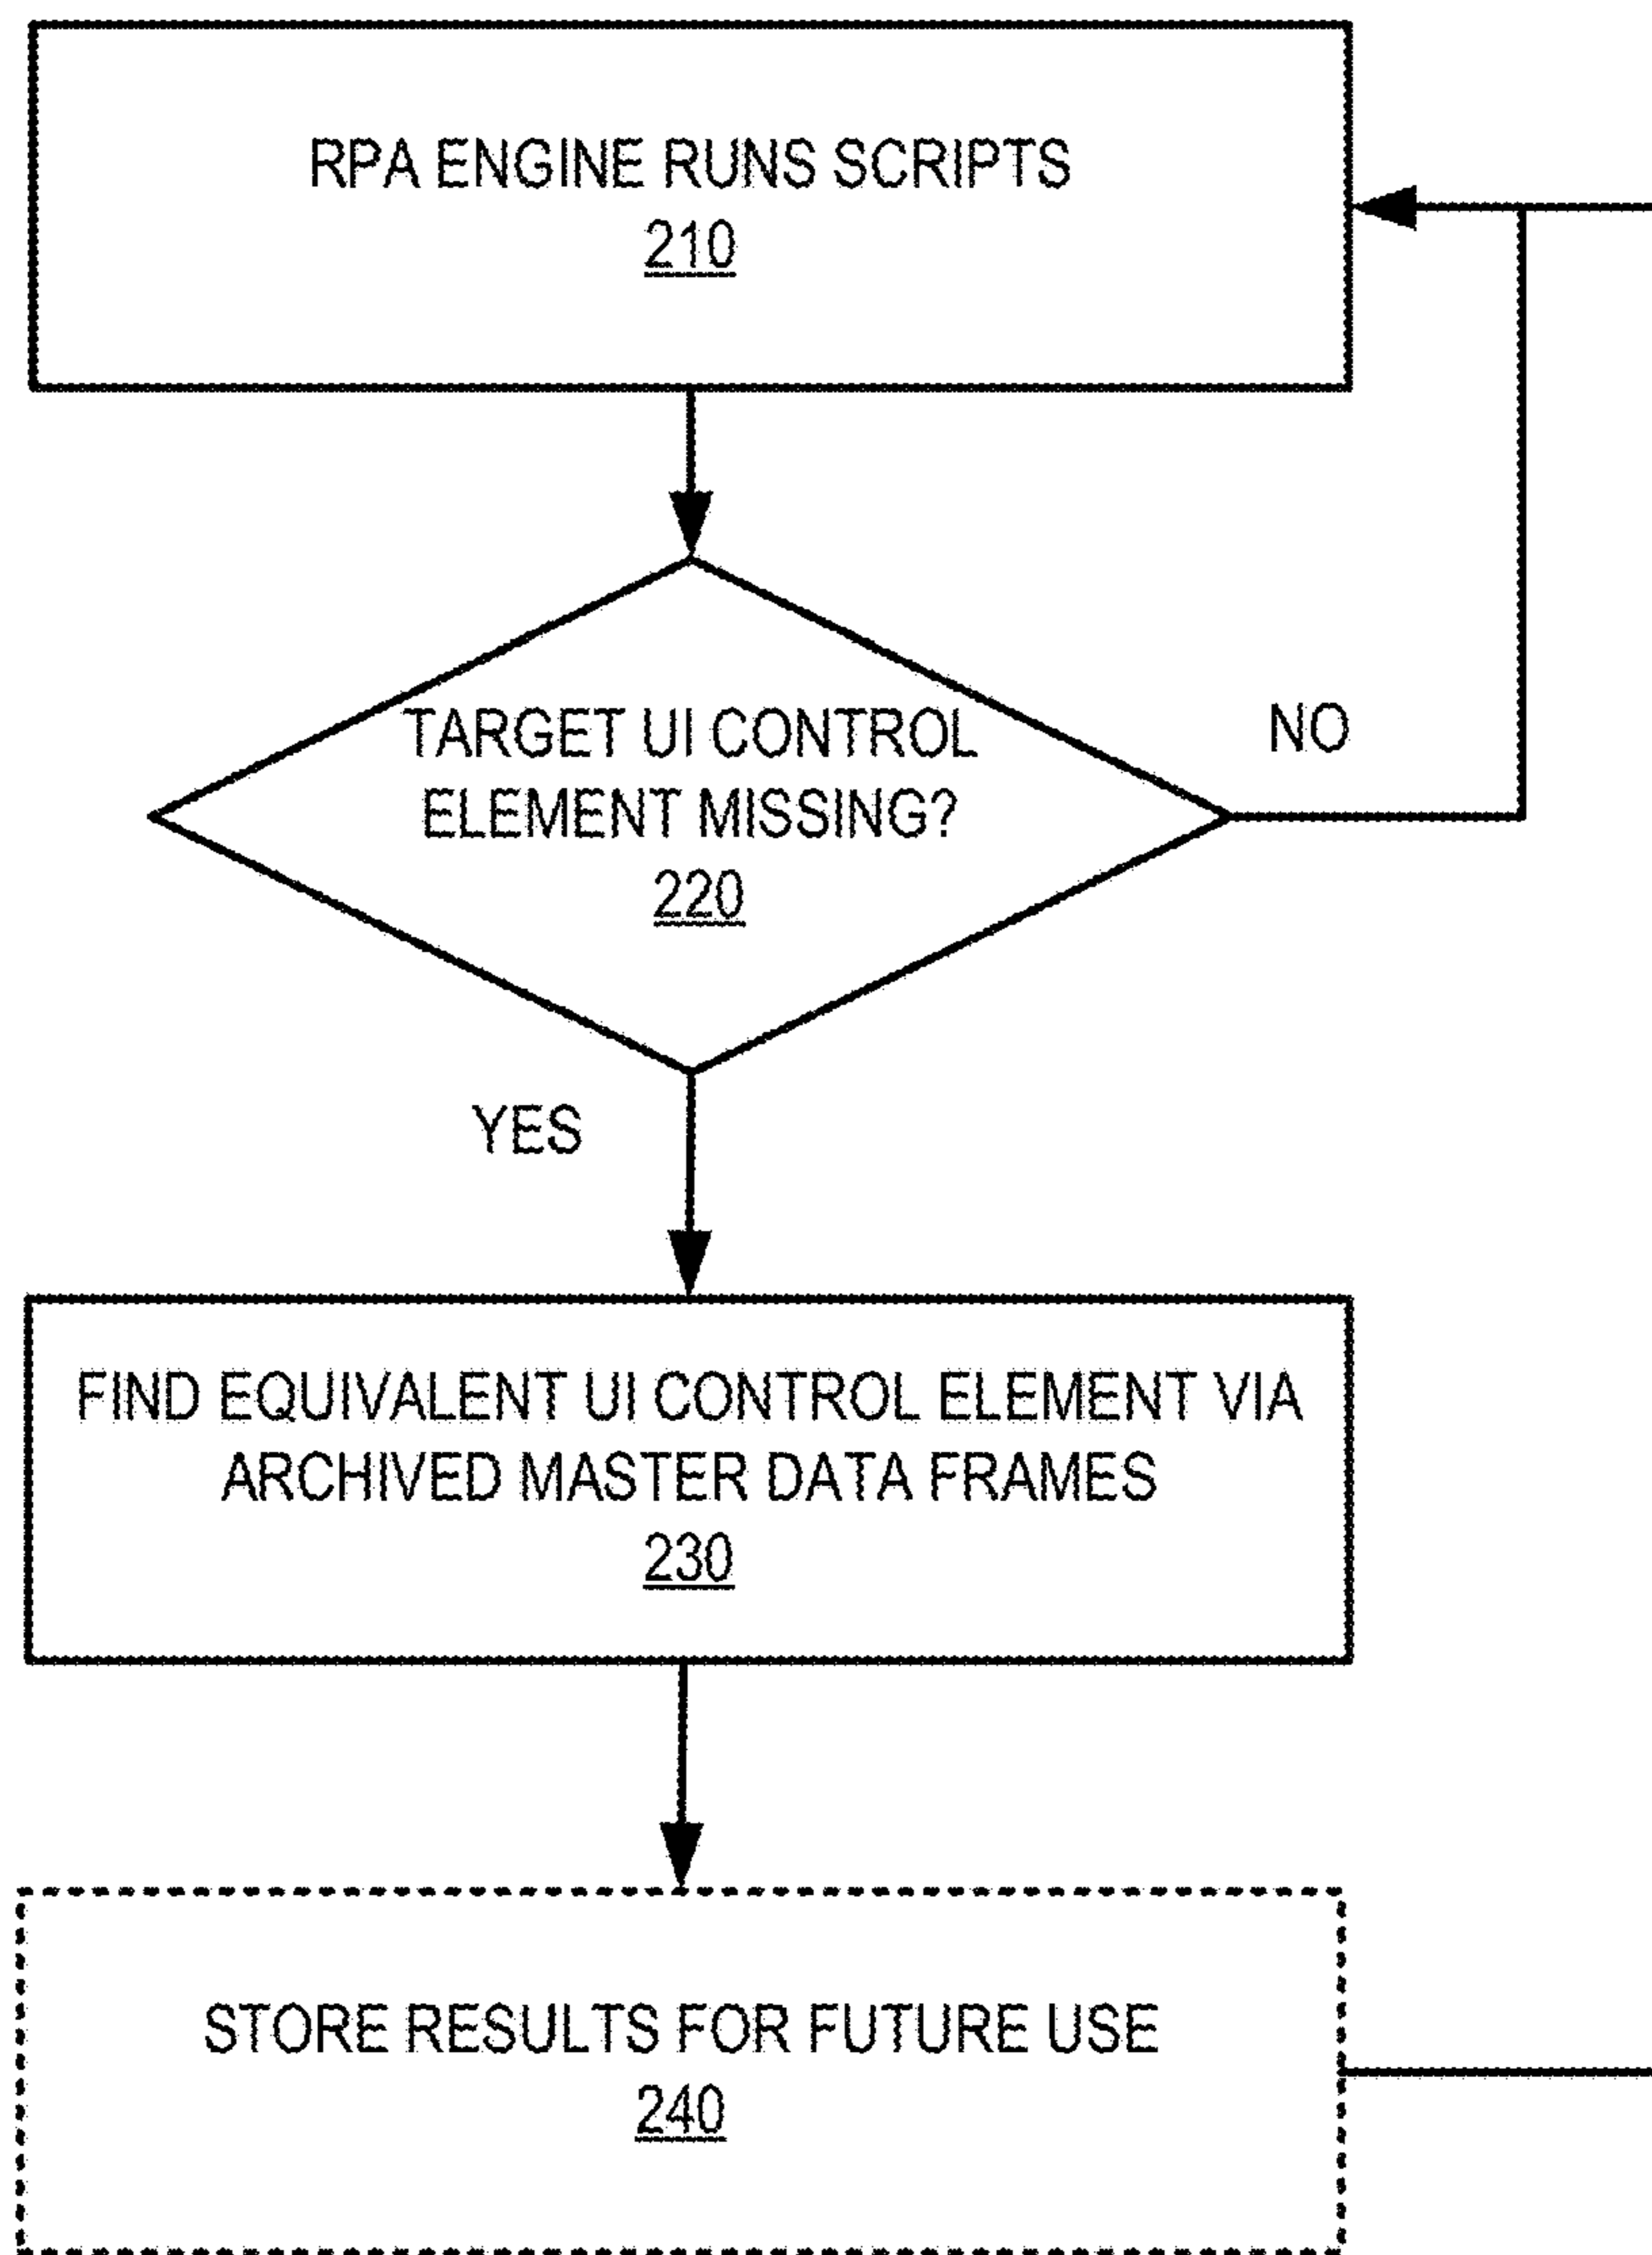 RPA ENGINE RUNS SCRIPTS
210
TARGET UI CONTROL
ELEMENT MISSING?
220
NO
YES
FIND EQUIVALENT UI CONTROL ELEMENT VIA
ARCHIVED MASTER DATA FRAMES
230
STORE RESULTS FOR FUTURE USE
240